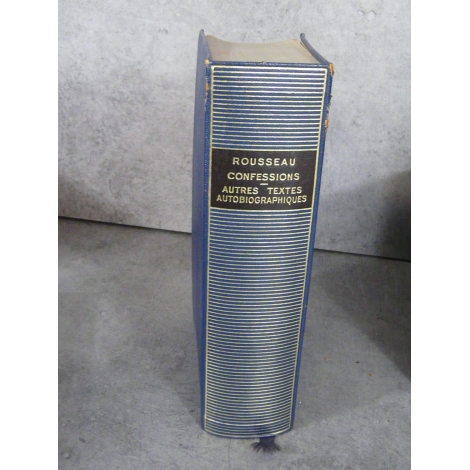 ROUSSEAU
CONFESSIONS
AUTRES TEXTES
AUTOBIOGRAPHIQUES